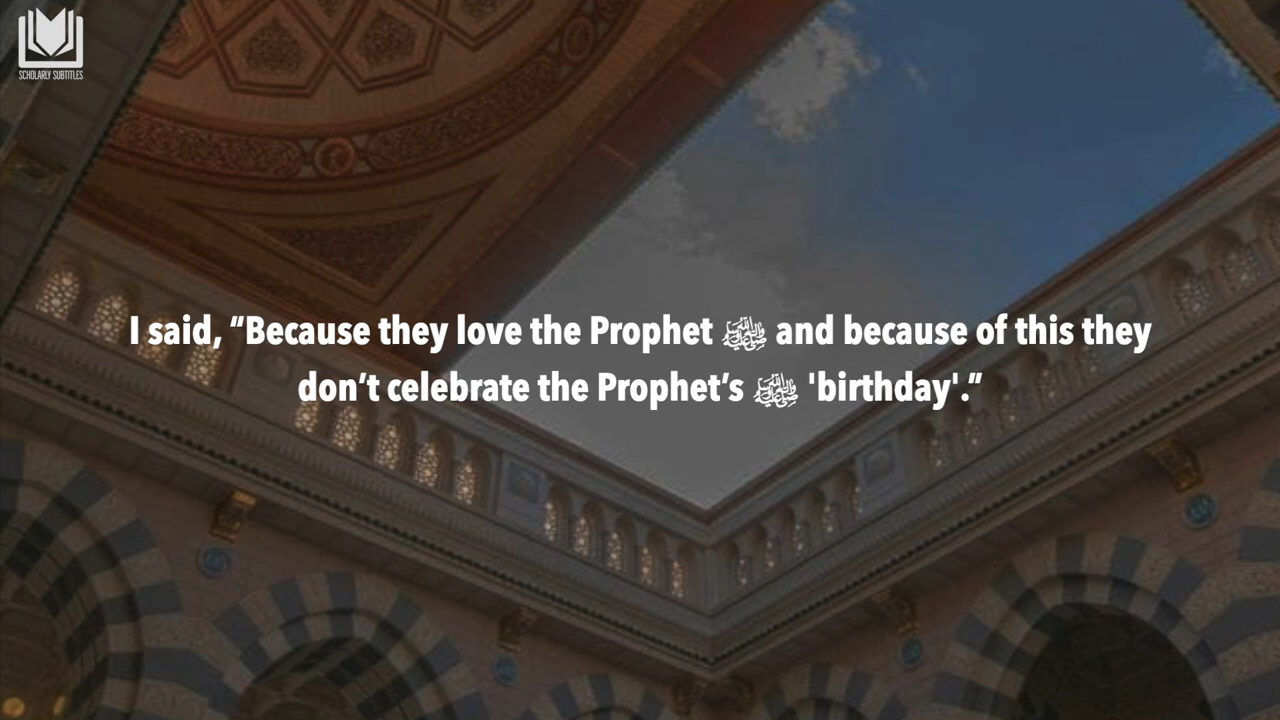 SCHOLARLY SUBTITLES
I said, “Because they love the Prophet ﷺ and because of this they
don’t celebrate the Prophet’s ﷺ 'birthday'.”